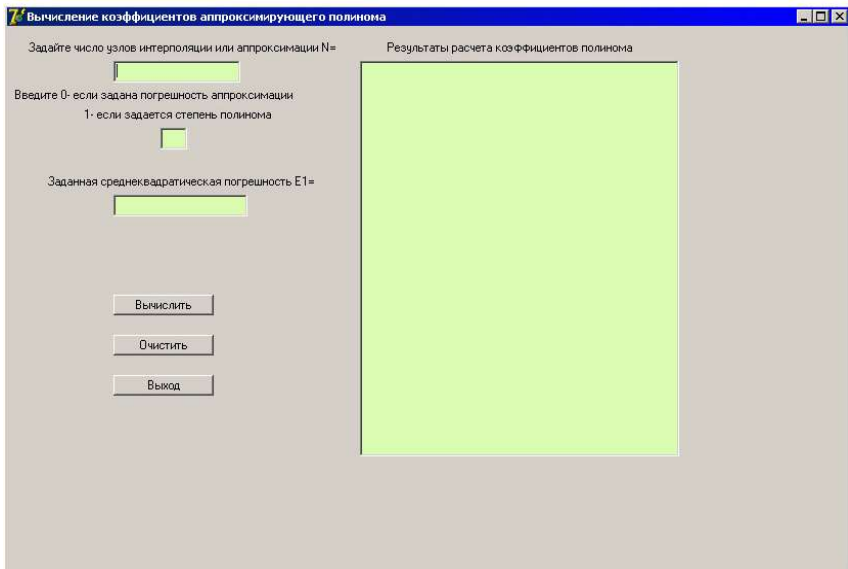 Вычисление коэффициентов аппроксимирующего полинома
Задайте число узлов интерполяции или аппроксимации N=
Введите 0- если задана погрешность аппроксимации
1- если задается степень полинома
Заданная среднеквадратическая погрешность E1=
Вычислить
Очистить
Выход
Результаты расчета коэффициентов полинома